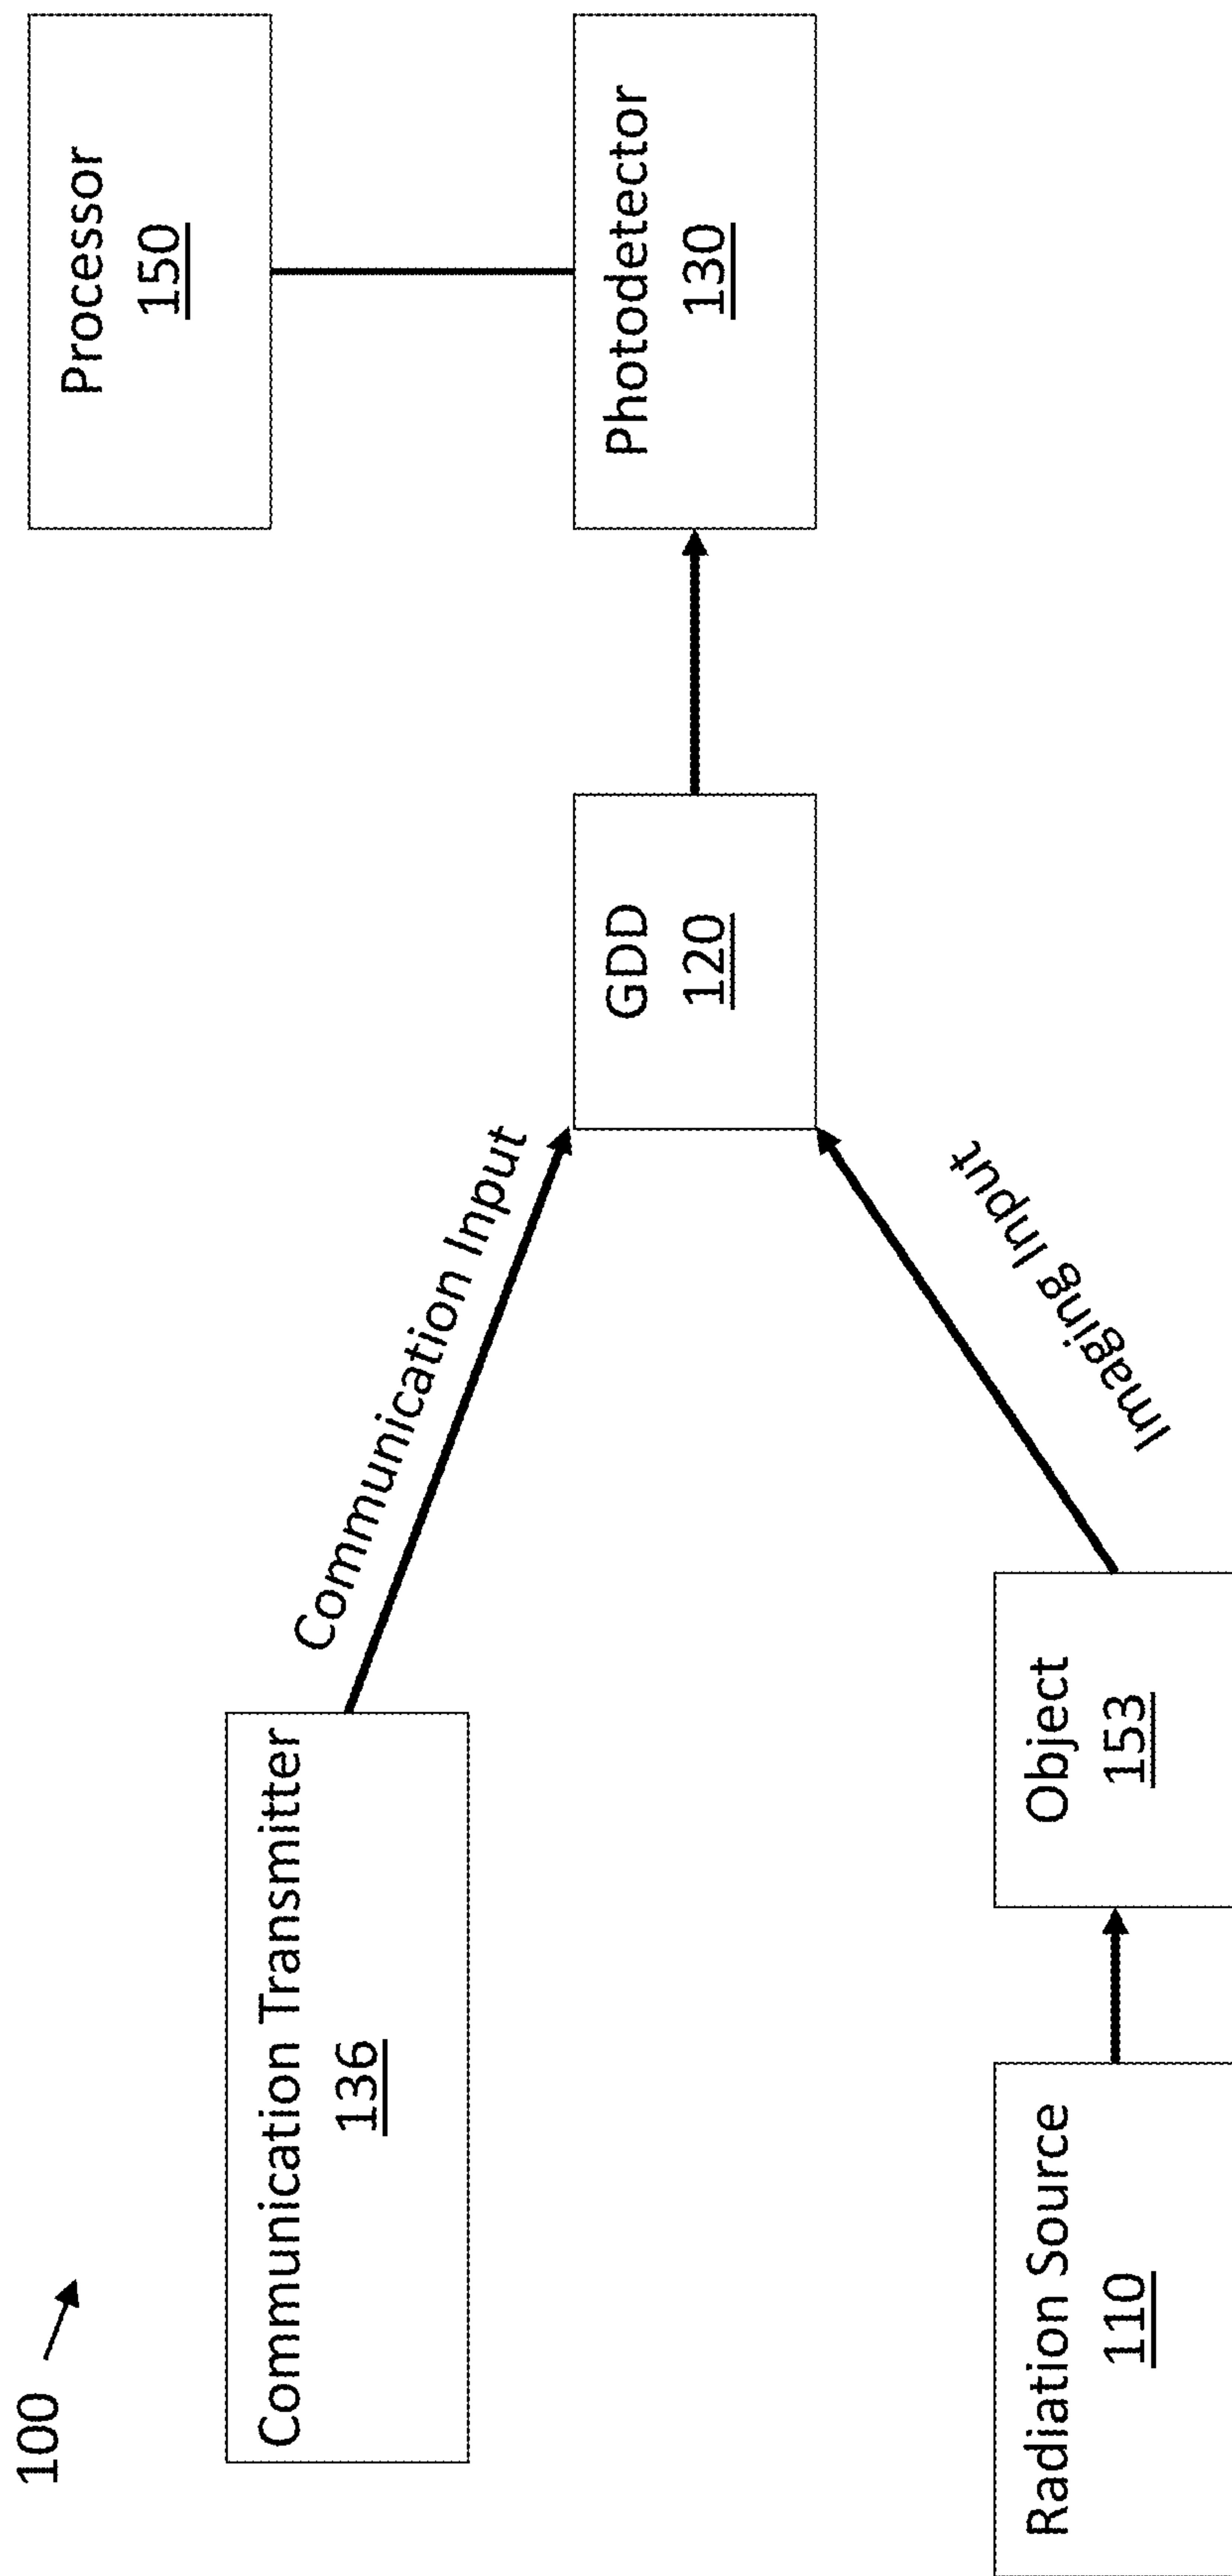 100
Communication Transmitter
136
Communication Input
Processor
150
GDD
120
Photodetector
130
Radiation Source
110
Object
153
Imaging Input